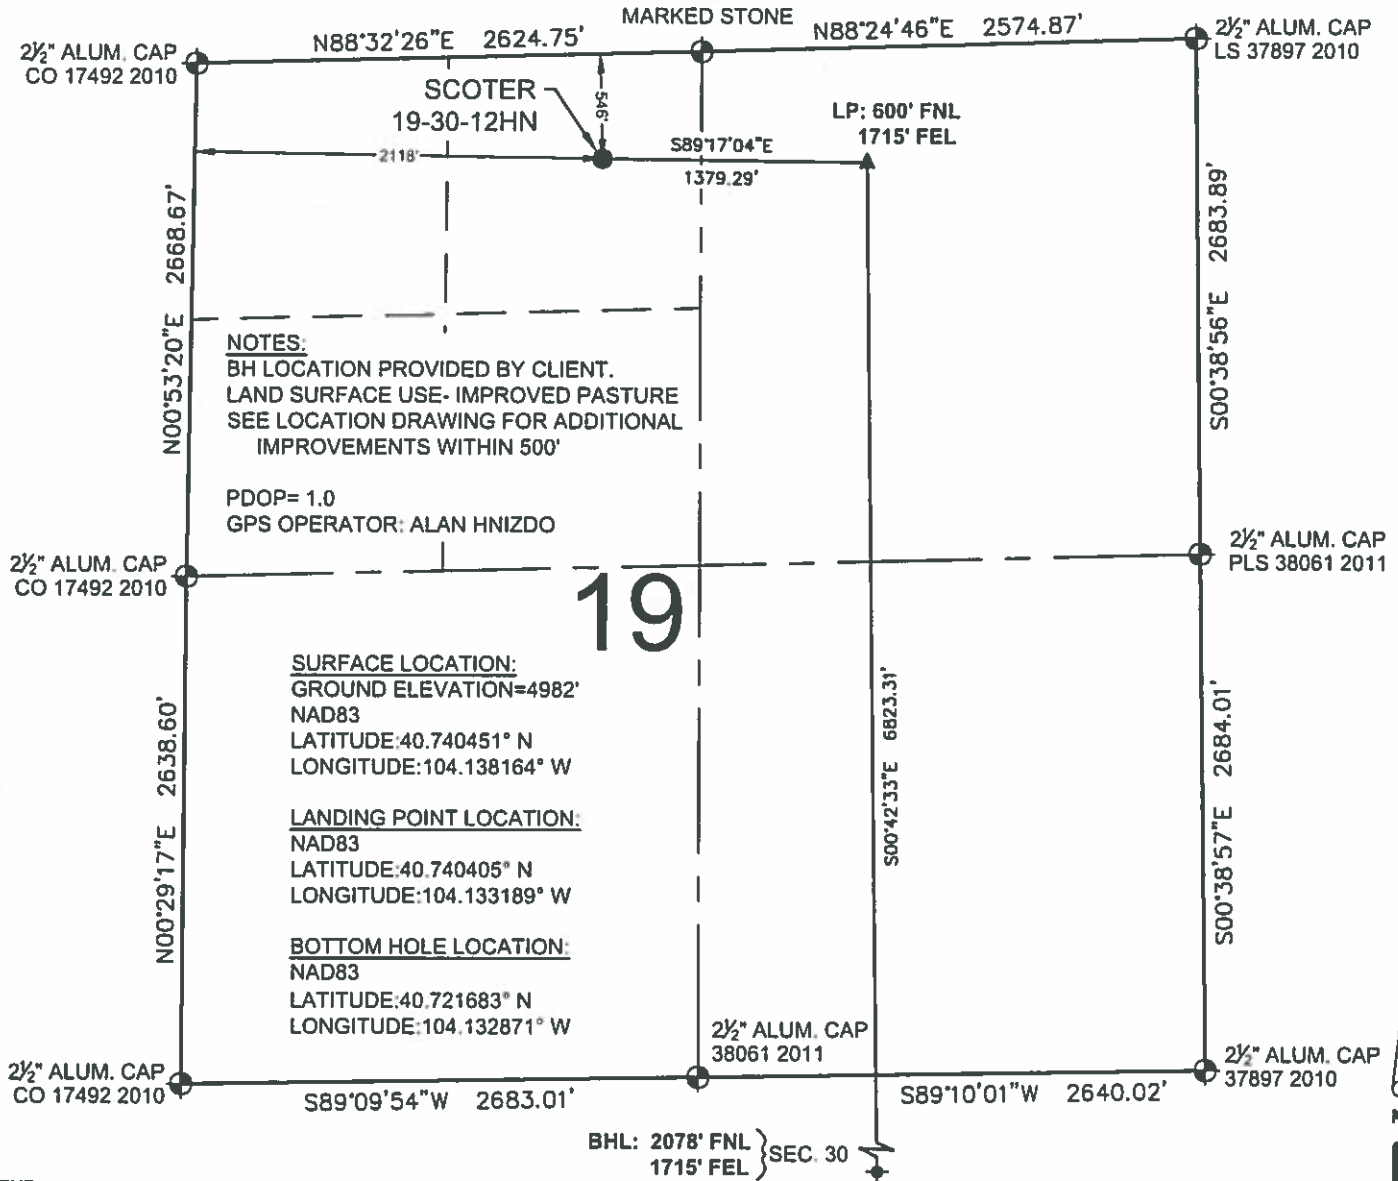 MARKED STONE
2½" ALUM. CAP
CO 17492 2010
N88°32'26"E 2624.75'
N88°24'46"E 2574.87'
2½" ALUM. CAP
LS 37897 2010
SCOTER
19-30-12HN
546'
LP: 600' FNL
1715' FEL
2118'
S89°17'04"E
1379.29'
N00°53'20"E 2668.67'
S00°38'56"E 2683.89'
NOTES:
BH LOCATION PROVIDED BY CLIENT.
LAND SURFACE USE- IMPROVED PASTURE
SEE LOCATION DRAWING FOR ADDITIONAL
IMPROVEMENTS WITHIN 500'
PDOP= 1.0
GPS OPERATOR: ALAN HNIZDO
2½" ALUM. CAP
CO 17492 2010
2½" ALUM. CAP
PLS 38061 2011
19
SURFACE LOCATION:
GROUND ELEVATION=4982'
NAD83
LATITUDE:40.740451° N
LONGITUDE:104.138164° W
LANDING POINT LOCATION:
NAD83
LATITUDE:40.740405° N
LONGITUDE:104.133189° W
BOTTOM HOLE LOCATION:
NAD83
LATITUDE:40.721683° N
LONGITUDE:104.132871° W
N00°29'17"E 2638.60'
S00°42'33"E 6823.31'
S00°38'57"E 2684.01'
2½" ALUM. CAP
38061 2011
2½" ALUM. CAP
CO 17492 2010
2½" ALUM. CAP
37897 2010
S89°09'54"W 2683.01'
S89°10'01"W 2640.02'
BHL: 2078' FNL
1715' FEL
SEC. 30